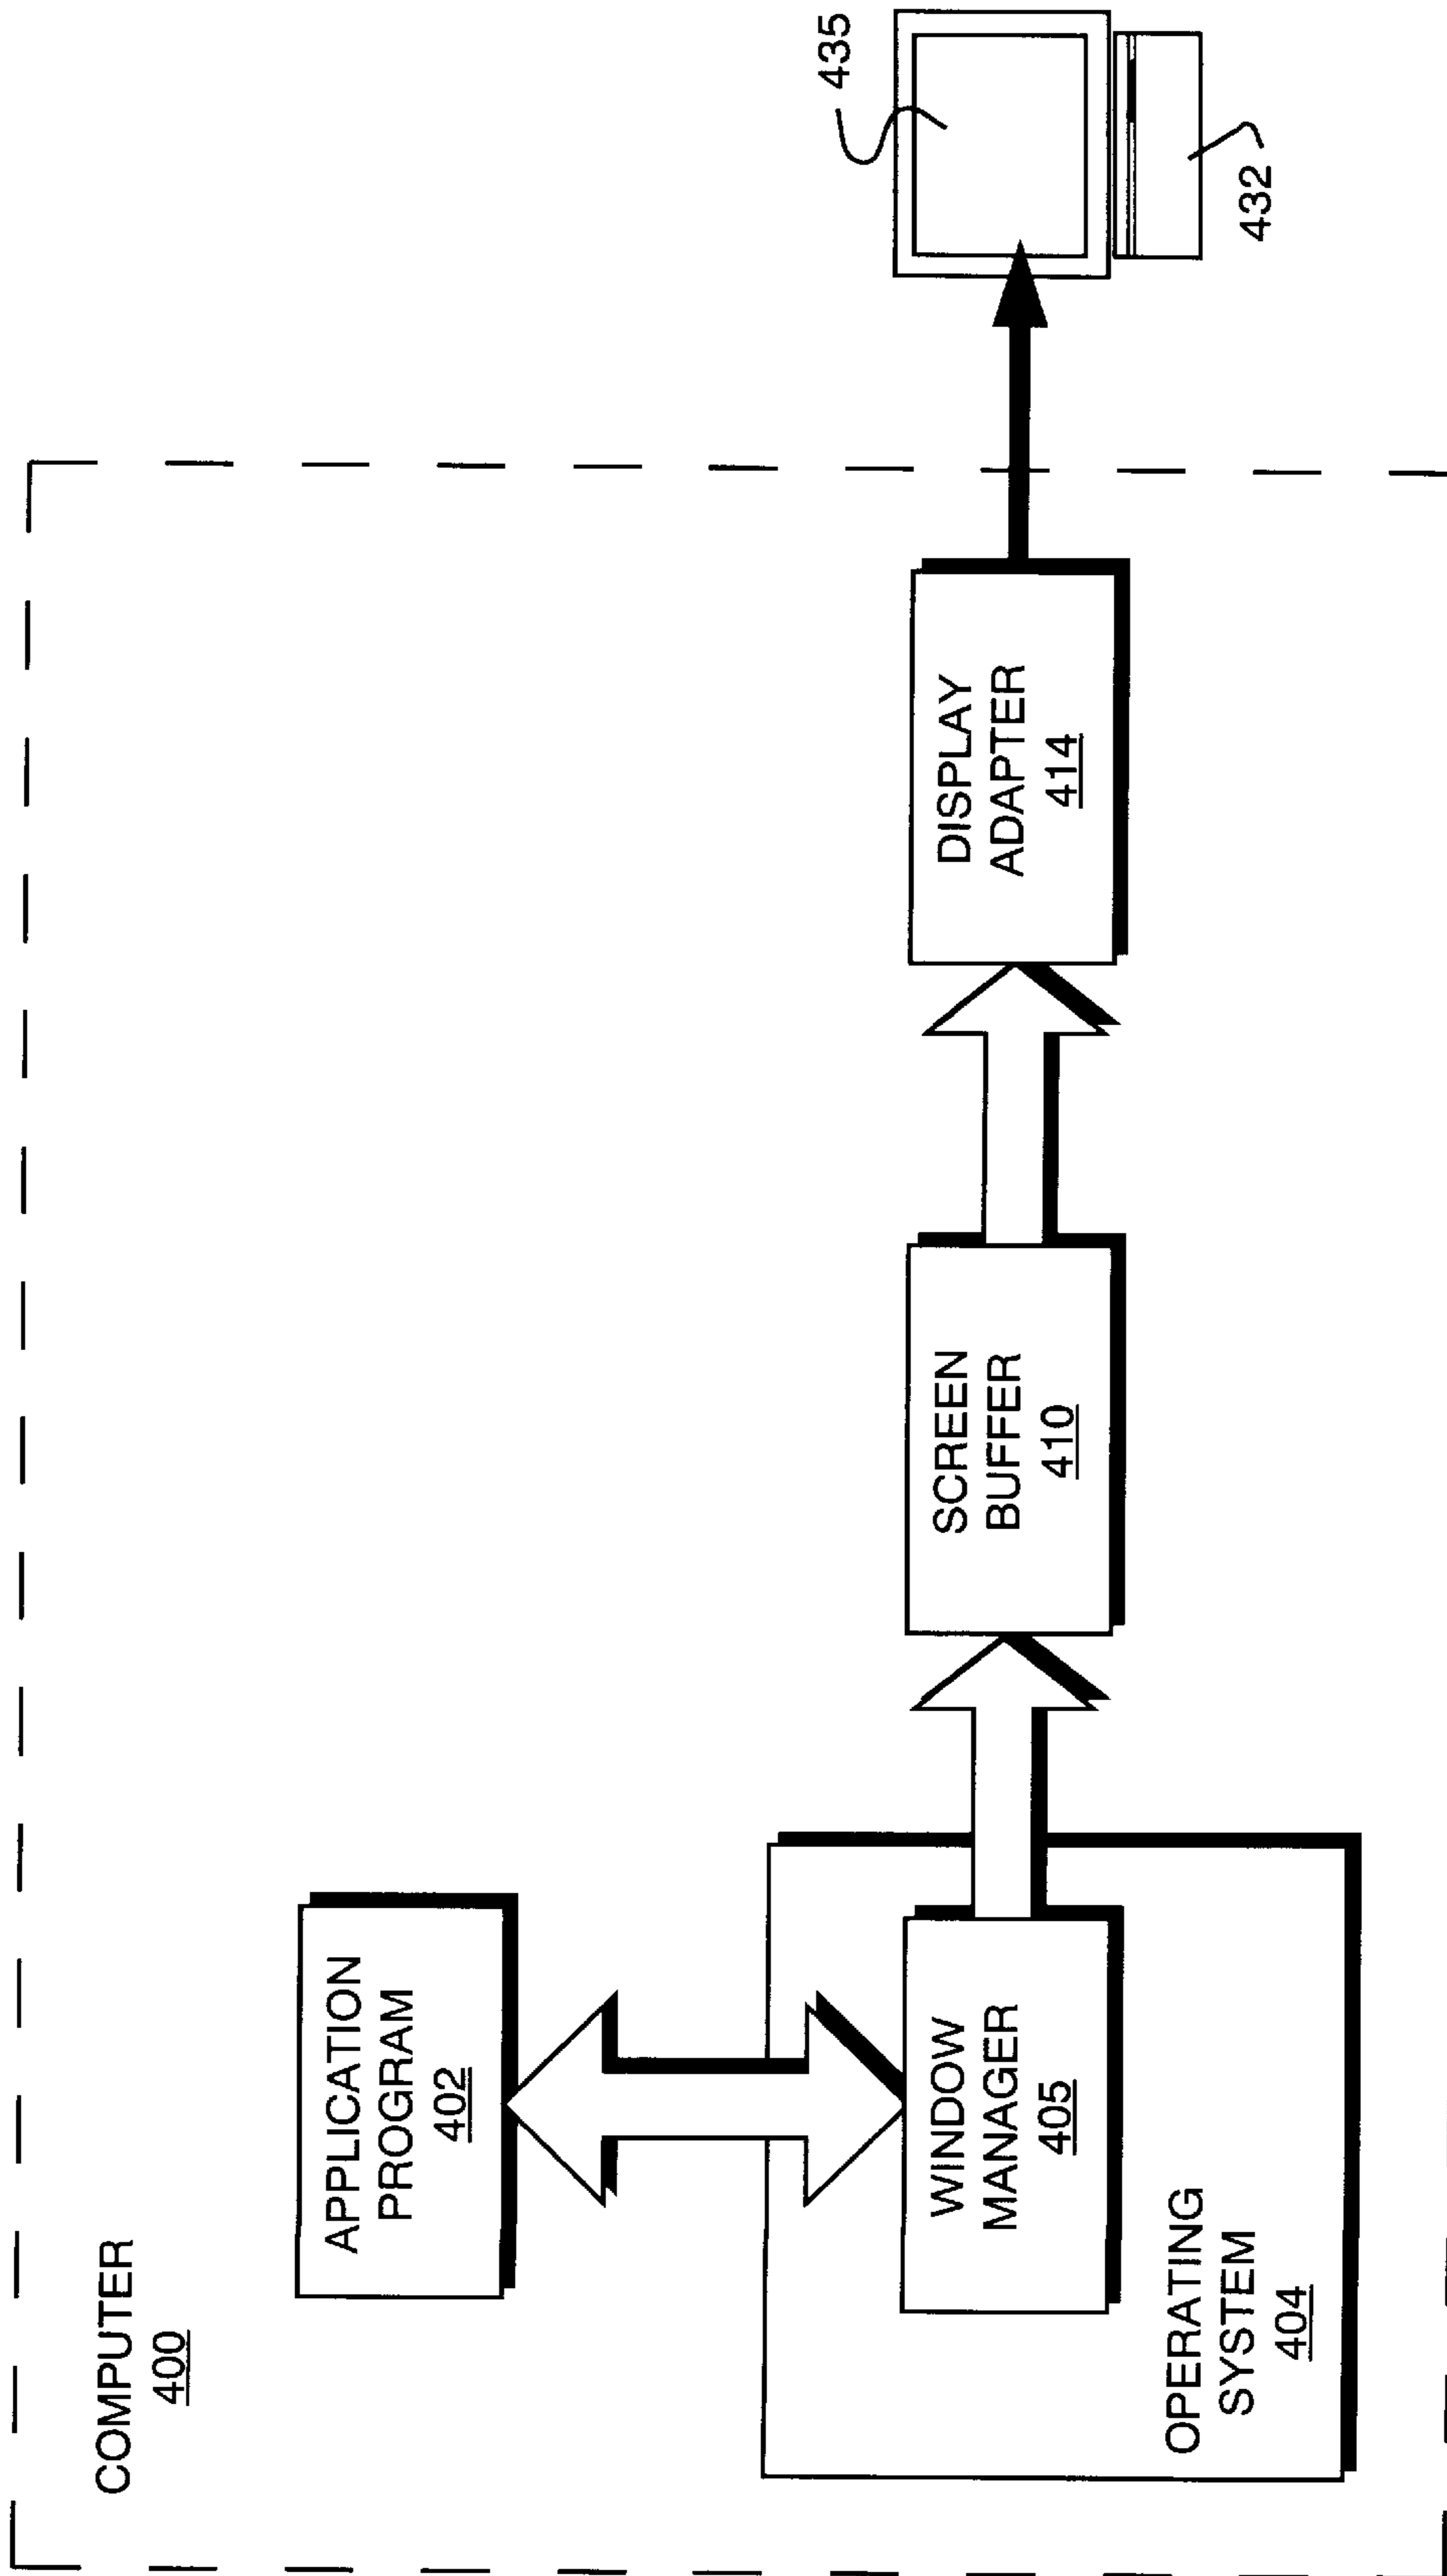 COMPUTER
400
APPLICATION
PROGRAM
402
WINDOW
MANAGER
405
OPERATING
SYSTEM
404
SCREEN
BUFFER
410
DISPLAY
ADAPTER
414
435
432